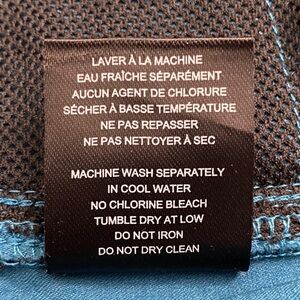 LAVER À LA MACHINE
EAU FRAÎCHE SÉPARÉMENT
AUCUN AGENT DE CHLORURE
SÉCHER À BASSE TEMPÉRATURE
NE PAS REPASSER
NE PAS NETTOYER À SEC
MACHINE WASH SEPARATELY
IN COOL WATER
NO CHLORINE BLEACH
TUMBLE DRY AT LOW
DO NOT IRON
DO NOT DRY CLEAN